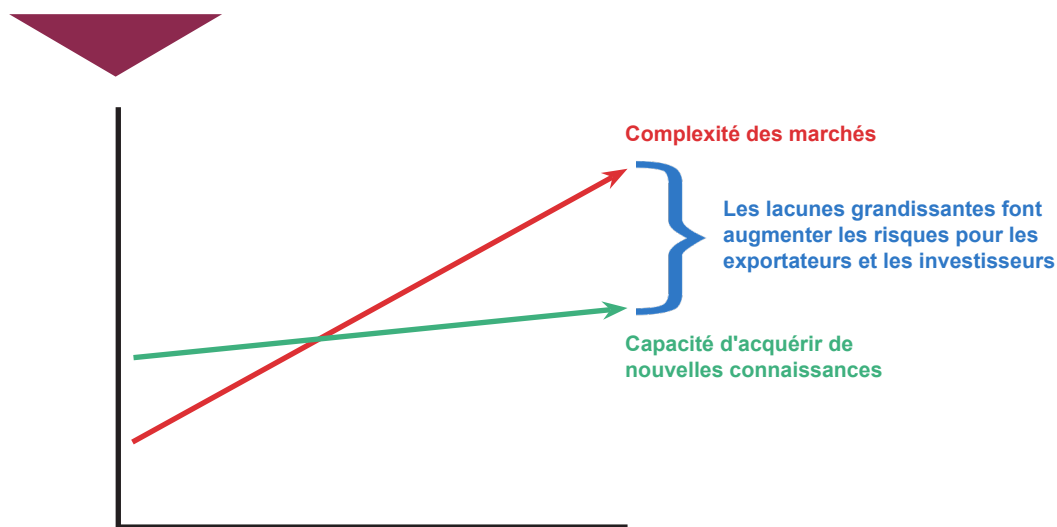 Complexité des marchés
Les lacunes grandissantes font
augmenter les risques pour les
exportateurs et les investisseurs
Capacité d'acquérir de
nouvelles connaissances